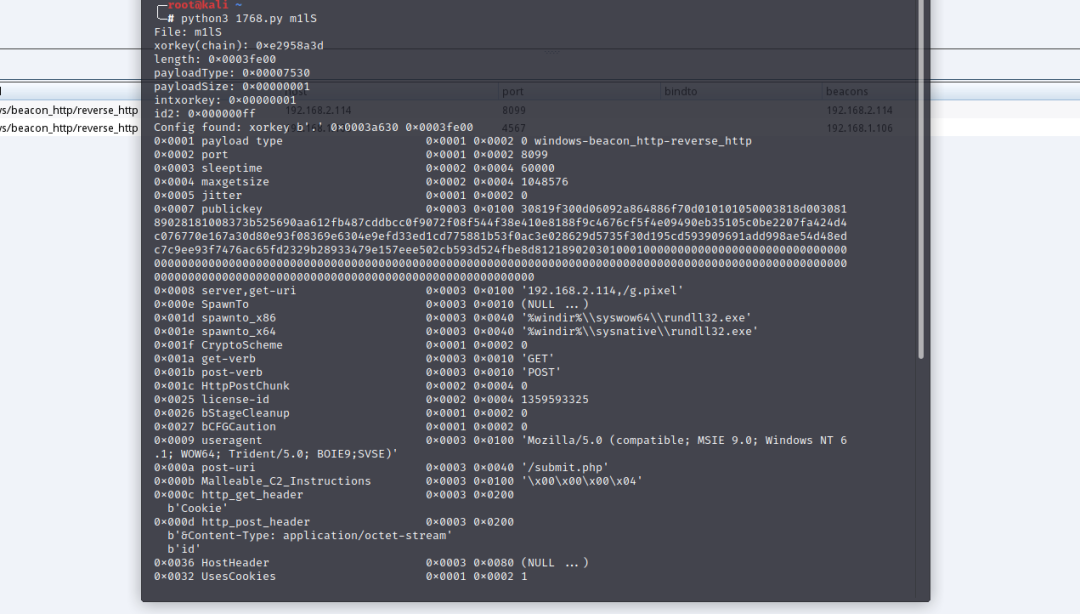 root@kali ~
# python3 1768.py m1lS
File: m1lS
xorkey(chain): 0×e2958a3d
length: 0×0003fe00
payloadType: 0×00007530
payloadSize: 0×00000001
port bindto beacons
intxorkey: 0×00000001
s/beacon_http/reverse_http 192.168.2.114 8099 192.168.2.114
id2: 0×000000ff
Config found: xorkey b'.' 0×0003a630 0×0003fe00
s/beacon_http/reverse_http 4567 192.168.1.106
0×0001 payload type 0×0001 0×0002 0 windows-beacon_http-reverse_http
0×0002 port 0×0001 0×0002 8099
0×0003 sleeptime 0×0002 0×0004 60000
0×0004 maxgetsize 0×0002 0×0004 1048576
0×0005 jitter 0×0001 0×0002 0
0×0007 publickey 0×0003 0×0100 30819f300d06092a864886f70d010101050003818d003081
89028181008373b525690aa612fb487cddbcc0f9072f08ff544f38e410e8188f9c4676cf5f4e09490eb35105c0be2207fa424d4
c076770e167a30d80e93f08369e6304e9efd33ed1cd775881b53f0ac3e028629d5735f30d195cd593909691add998ae54d48ed
c7c9ee93f7476ac65fd2329b28933479e157eee502cb593d524fbe8d8121890203010001000000000000000000000000000000
0000000000000000000000000000000000000000000000000000000000000000000000000000000000000000000000000000000
00000000000000000000000000000000000000000000000000000000
0×0008 server,get-uri 0×0003 0×0100 '192.168.2.114,/g.pixel'
0×000e SpawnTo 0×0003 0×0010 (NULL ...)
0×001d spawnto_x86 0×0003 0×0040 '%windir%\\syswow64\\rundll32.exe'
0×001e spawnto_x64 0×0003 0×0040 '%windir%\\sysnative\\rundll32.exe'
0×001f CryptoScheme 0×0001 0×0002 0
0×001a get-verb 0×0003 0×0010 'GET'
0×001b post-verb 0×0003 0×0010 'POST'
0×001c HttpPostChunk 0×0002 0×0004 0
0×0025 license-id 0×0002 0×0004 1359593325
0×0026 bStageCleanup 0×0001 0×0002 0
0×0027 bCFGCaution 0×0001 0×0002 0
0×0009 useragent 0×0003 0×0100 'Mozilla/5.0 (compatible; MSIE 9.0; Windows NT 6
.1; WOW64; Trident/5.0; BOIE9;SVSE)'
0×000a post-uri 0×0003 0×0040 '/submit.php'
0×000b Malleable_C2_Instructions 0×0003 0×0100 '\x00\x00\x00\x04'
0×000c http_get_header 0×0003 0×0200
b'Cookie'
0×000d http_post_header 0×0003 0×0200
b'&Content-Type: application/octet-stream'
b'id'
0×0036 HostHeader 0×0003 0×0080 (NULL ...)
0×0032 UsesCookies 0×0001 0×0002 1